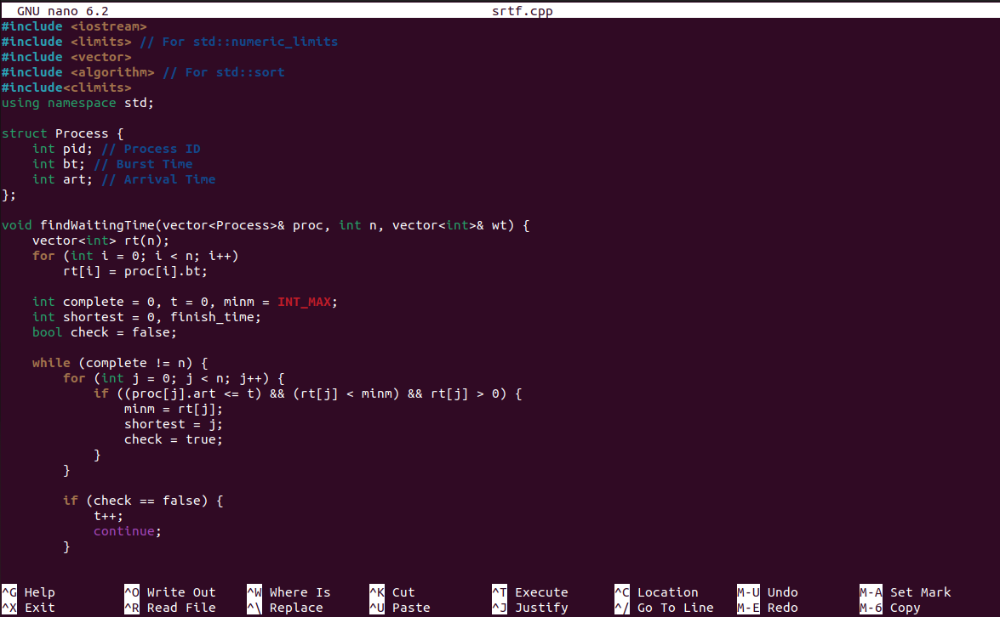 GNU nano 6.2 srtf.cpp
#include <iostream>
#include <limits> // For std::numeric_limits
#include <vector>
#include <algorithm> // For std::sort
#include<climits>
using namespace std;
struct Process {
    int pid; // Process ID
    int bt; // Burst Time
    int art; // Arrival Time
};
void findWaitingTime(vector<Process>& proc, int n, vector<int>& wt) {
    vector<int> rt(n);
    for (int i = 0; i < n; i++)
        rt[i] = proc[i].bt;
    int complete = 0, t = 0, minm = INT_MAX;
    int shortest = 0, finish_time;
    bool check = false;
    while (complete != n) {
        for (int j = 0; j < n; j++) {
            if ((proc[j].art <= t) && (rt[j] < minm) && rt[j] > 0) {
                minm = rt[j];
                shortest = j;
                check = true;
            }
        }
        if (check == false) {
            t++;
            continue;
        }
^G Help ^O Write Out ^W Where Is ^K Cut ^T Execute ^C Location M-U Undo M-A Set Mark
^X Exit ^R Read File ^\ Replace ^U Paste ^J Justify ^/ Go To Line M-E Redo M-6 Copy